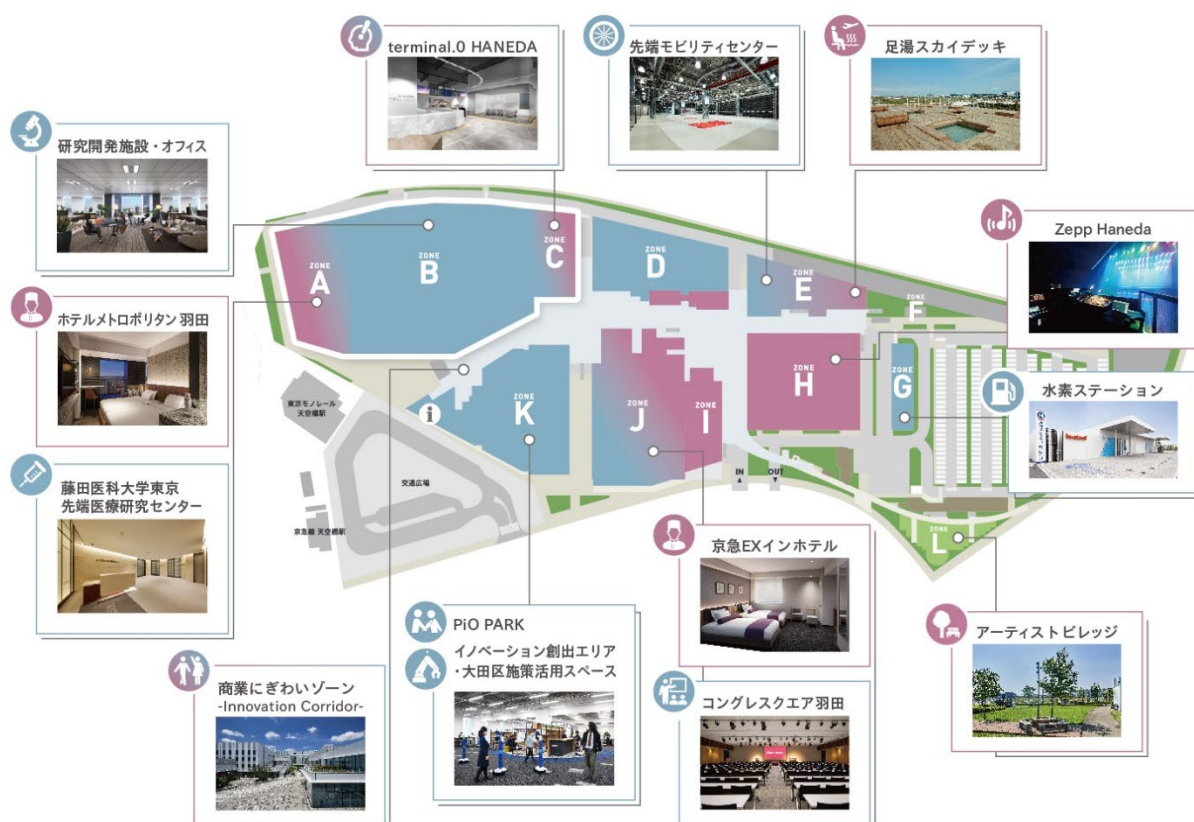 terminal.0 HANEDA
先端モビリティセンター
足湯スカイデッキ
研究開発施設・オフィス
Zepp Haneda
ホテルメトロポリタン 羽田
水素ステーション
藤田医科大学東京
先端医療研究センター
ZONE
A
ZONE
B
ZONE
C
ZONE
D
ZONE
E
ZONE
F
ZONE
G
ZONE
H
ZONE
I
ZONE
J
ZONE
K
ZONE
L
東京モノレール
天空橋駅
i
交通広場
京急線 天空橋駅
IN
OUT
京急EXインホテル
PiO PARK
イノベーション創出エリア
・大田区施策活用スペース
アーティストビレッジ
商業にぎわいゾーン
-Innovation Corridor-
コングレスクエア羽田